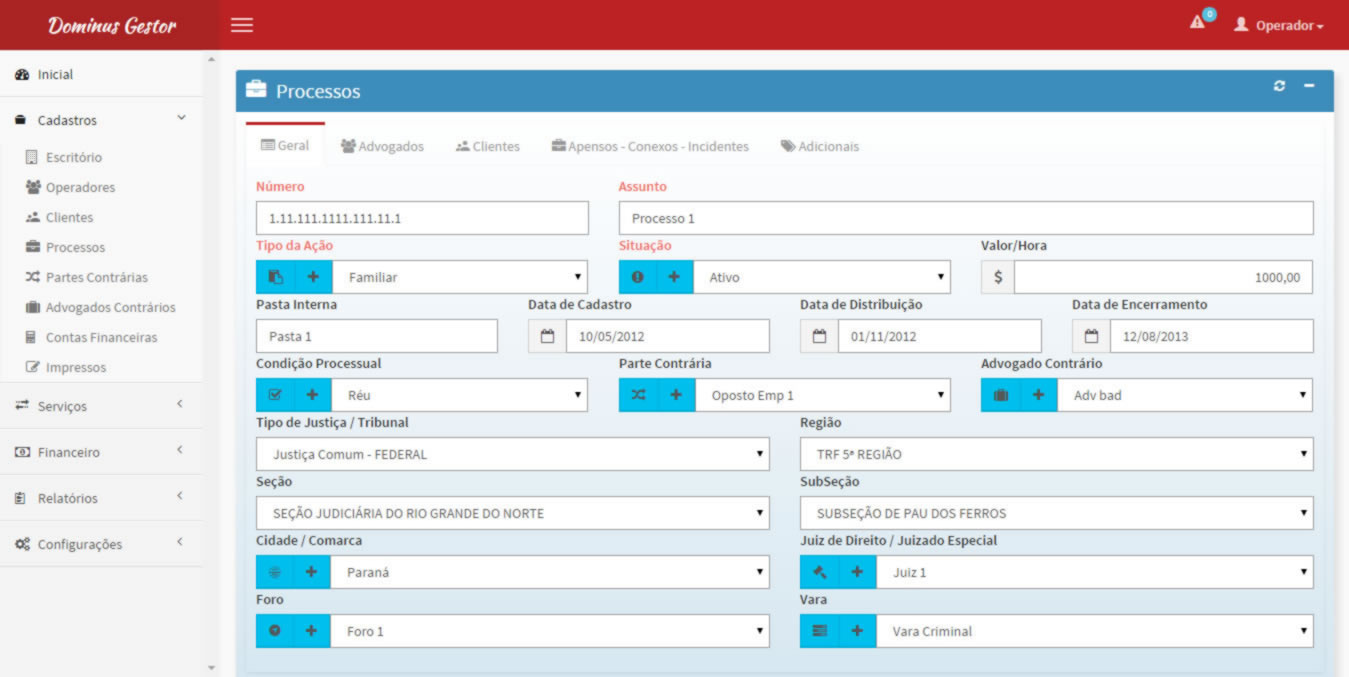 Dominus Gestor
0
Operador
Inicial
Cadastros
Escritório
Operadores
Clientes
Processos
Partes Contrárias
Advogados Contrários
Contas Financeiras
Impressos
Serviços
Financeiro
Relatórios
Configurações
Processos
Geral Advogados Clientes Apensos - Conexos - Incidentes Adicionais
Número Assunto
1.11.111.1111.111.11.1 Processo 1
Tipo da Ação Situação Valor/Hora
Familiar Ativo $ 1000,00
Pasta Interna Data de Cadastro Data de Distribuição Data de Encerramento
Pasta 1 10/05/2012 01/11/2012 12/08/2013
Condição Processual Parte Contrária Advogado Contrário
Réu Oposto Emp 1 Adv bad
Tipo de Justiça / Tribunal Região
Justiça Comum - FEDERAL TRF 5ª REGIÃO
Seção SubSeção
SEÇÃO JUDICIÁRIA DO RIO GRANDE DO NORTE SUBSEÇÃO DE PAU DOS FERROS
Cidade / Comarca Juiz de Direito / Juizado Especial
Paraná Juiz 1
Foro Vara
Foro 1 Vara Criminal